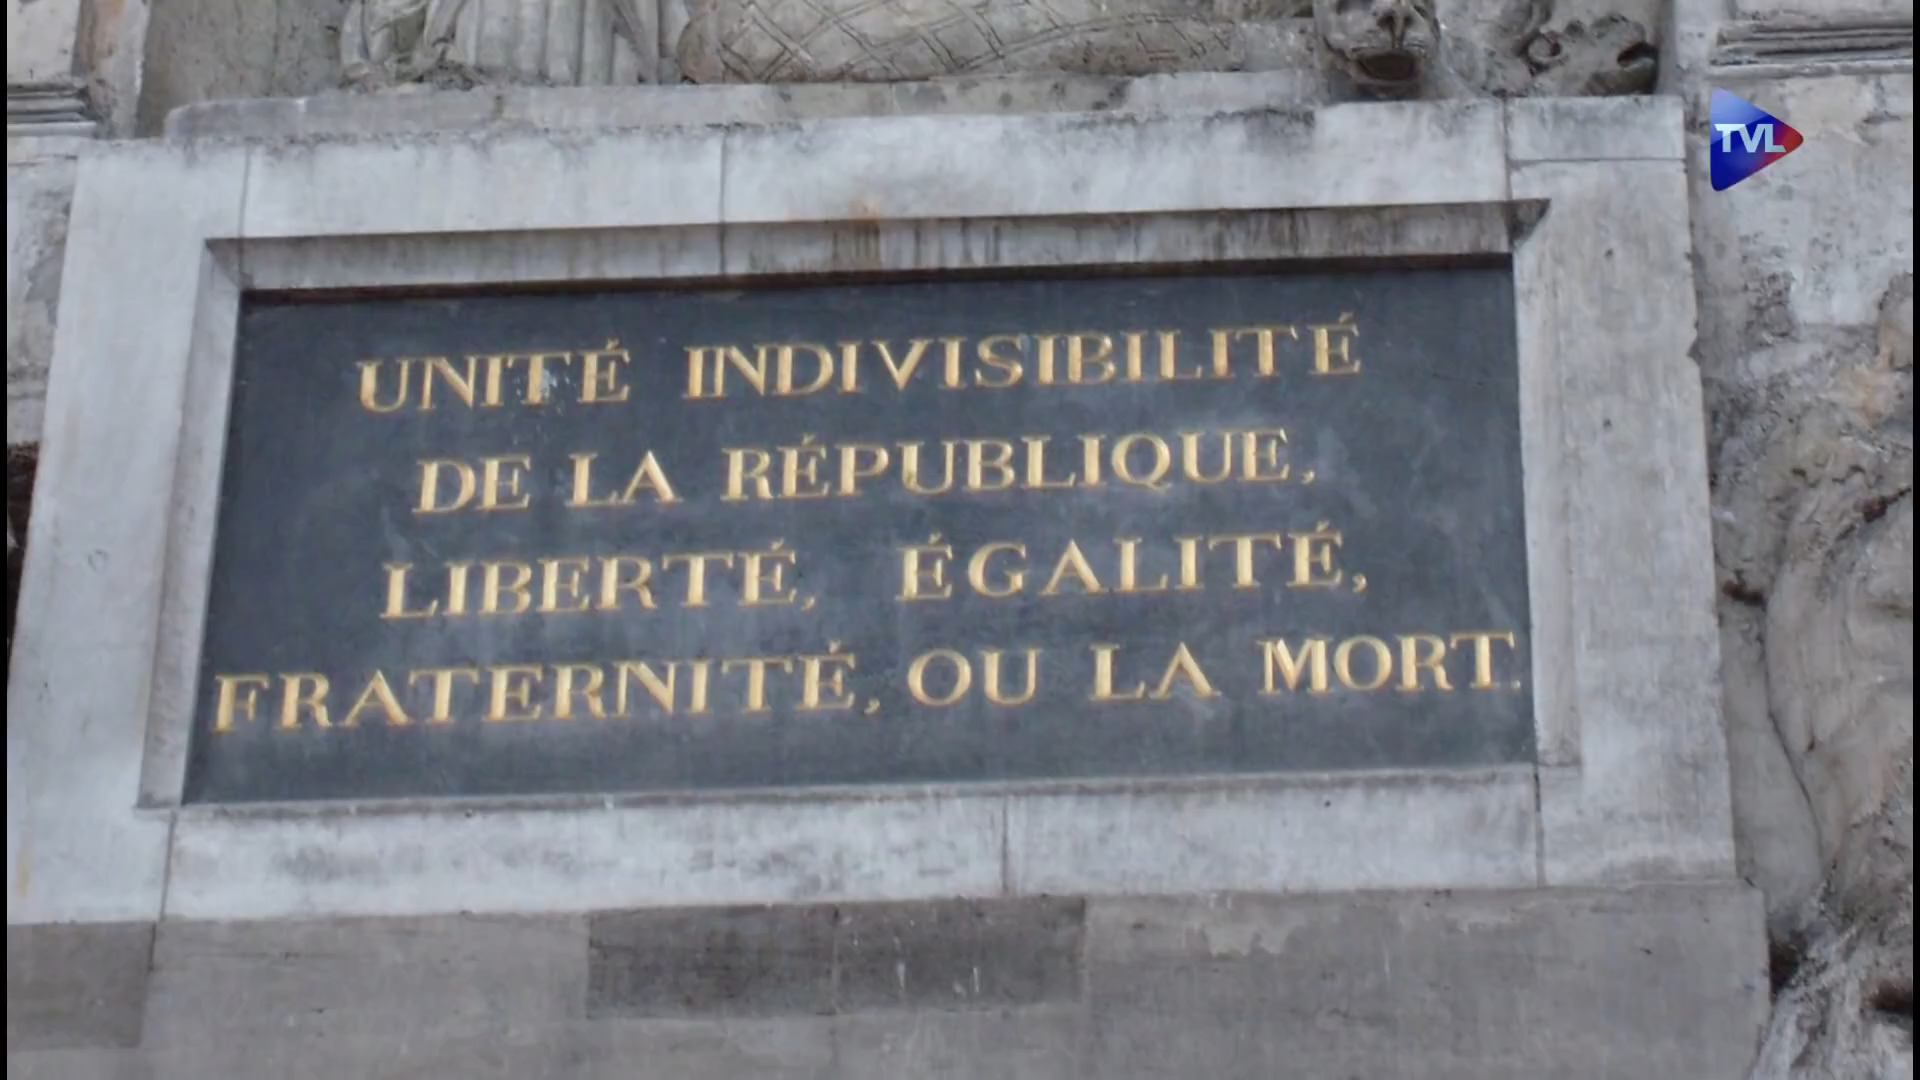 TVL
UNITÉ INDIVISIBILITÉ
DE LA RÉPUBLIQUE,
LIBERTÉ, ÉGALITÉ,
FRATERNITÉ, OU LA MORT.